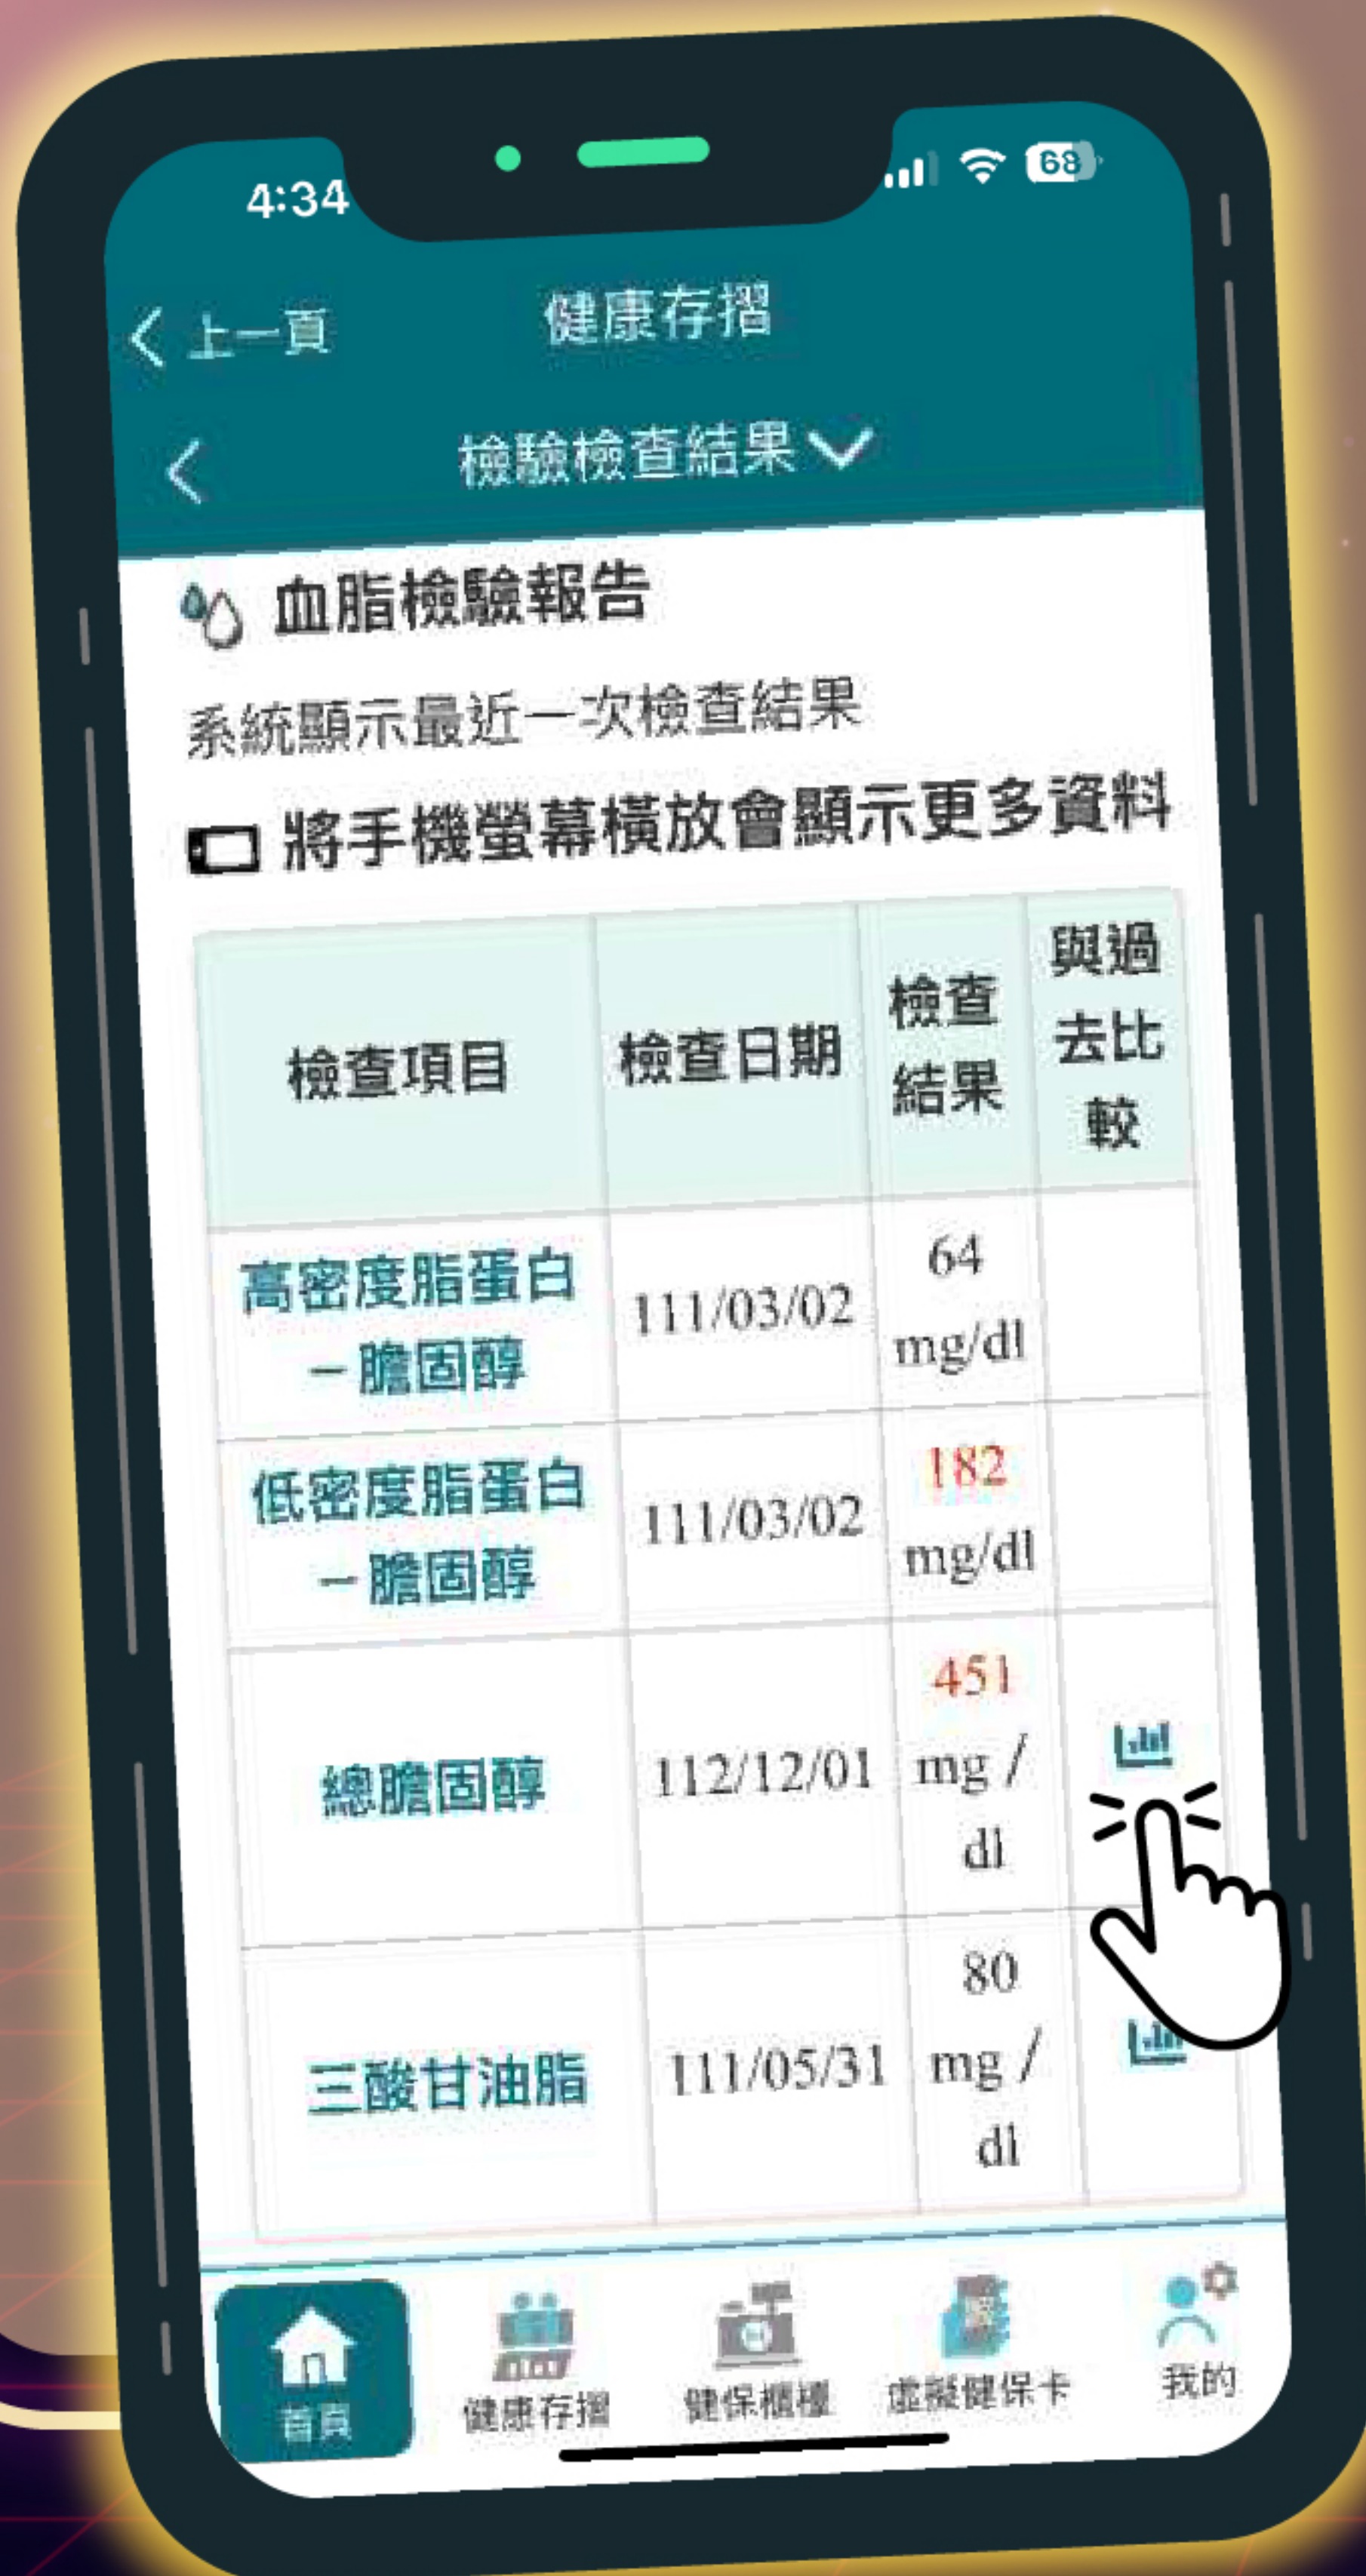 4:34
68
上一頁
健康存摺
檢驗檢查結果
血脂檢驗報告
系統顯示最近一次檢查結果
將手機螢幕橫放會顯示更多資料
檢查項目
檢查日期
檢查
結果
與過
去比
較
高密度脂蛋白
－膽固醇
111/03/02
64
mg/dl
低密度脂蛋白
－膽固醇
111/03/02
182
mg/dl
總膽固醇
112/12/01
451
mg /
dl
三酸甘油脂
111/05/31
80
mg /
dl
首頁
健康存摺
健保櫃檯
虛擬健保卡
我的